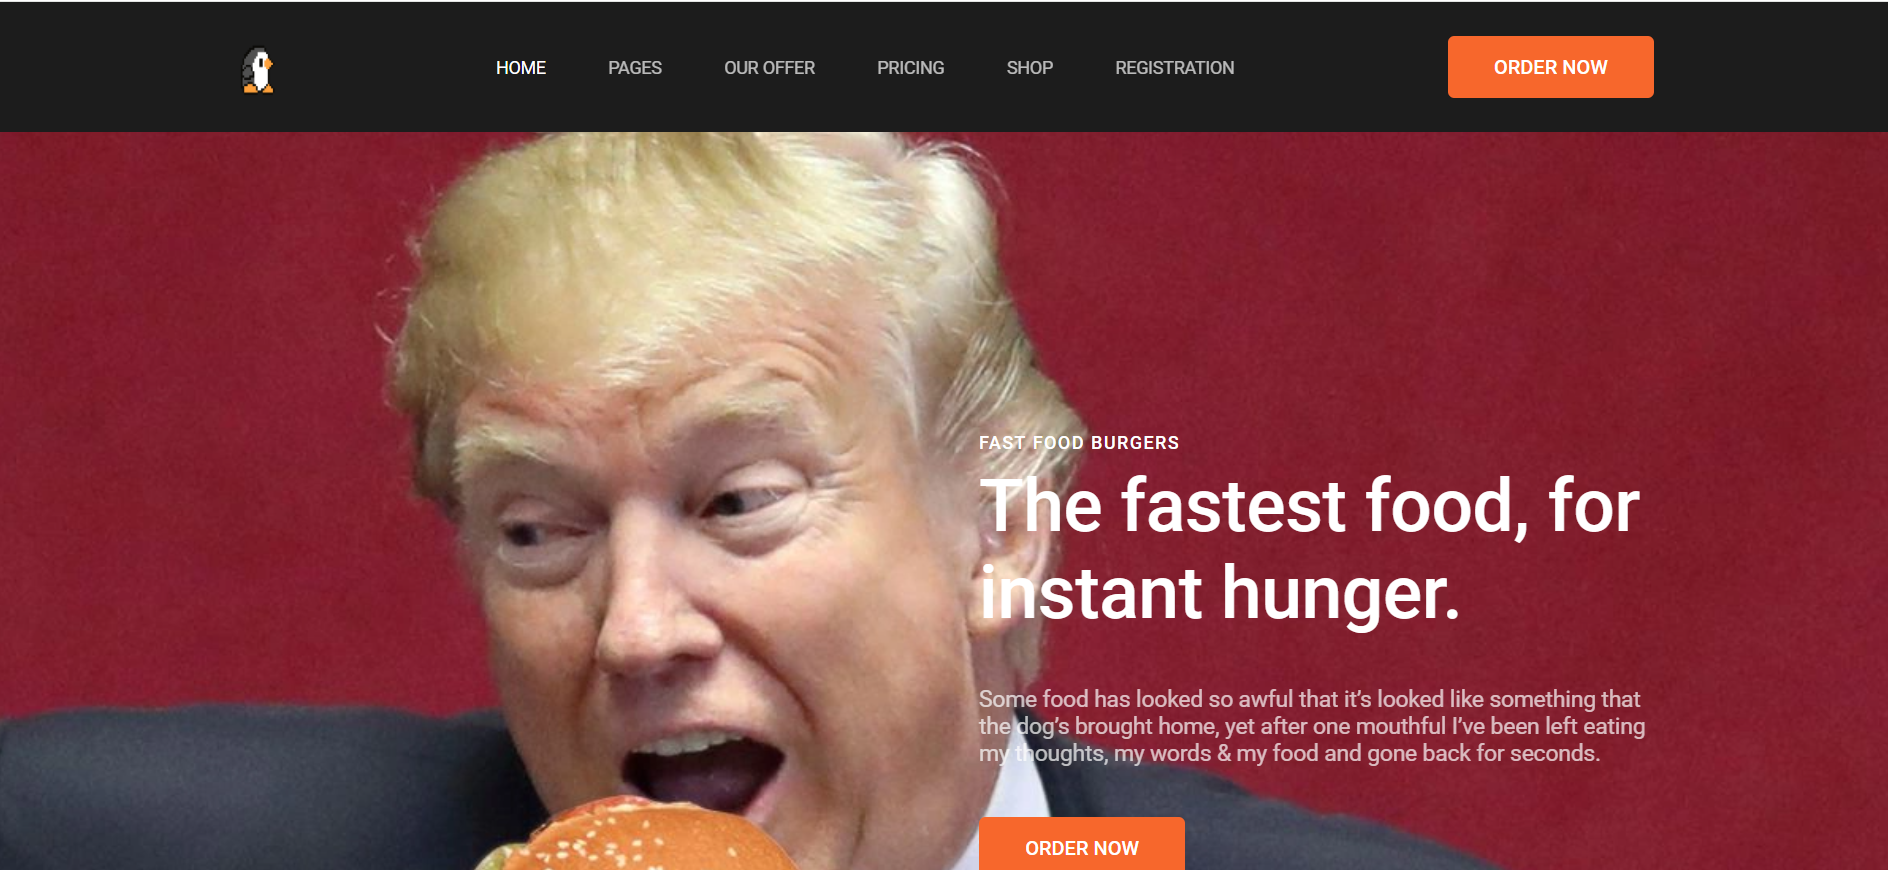 HOME PAGES OUR OFFER PRICING SHOP REGISTRATION ORDER NOW
FAST FOOD BURGERS
The fastest food, for
instant hunger.
Some food has looked so awful that it’s looked like something that
the dog’s brought home, yet after one mouthful I’ve been left eating
my thoughts, my words & my food and gone back for seconds.
ORDER NOW